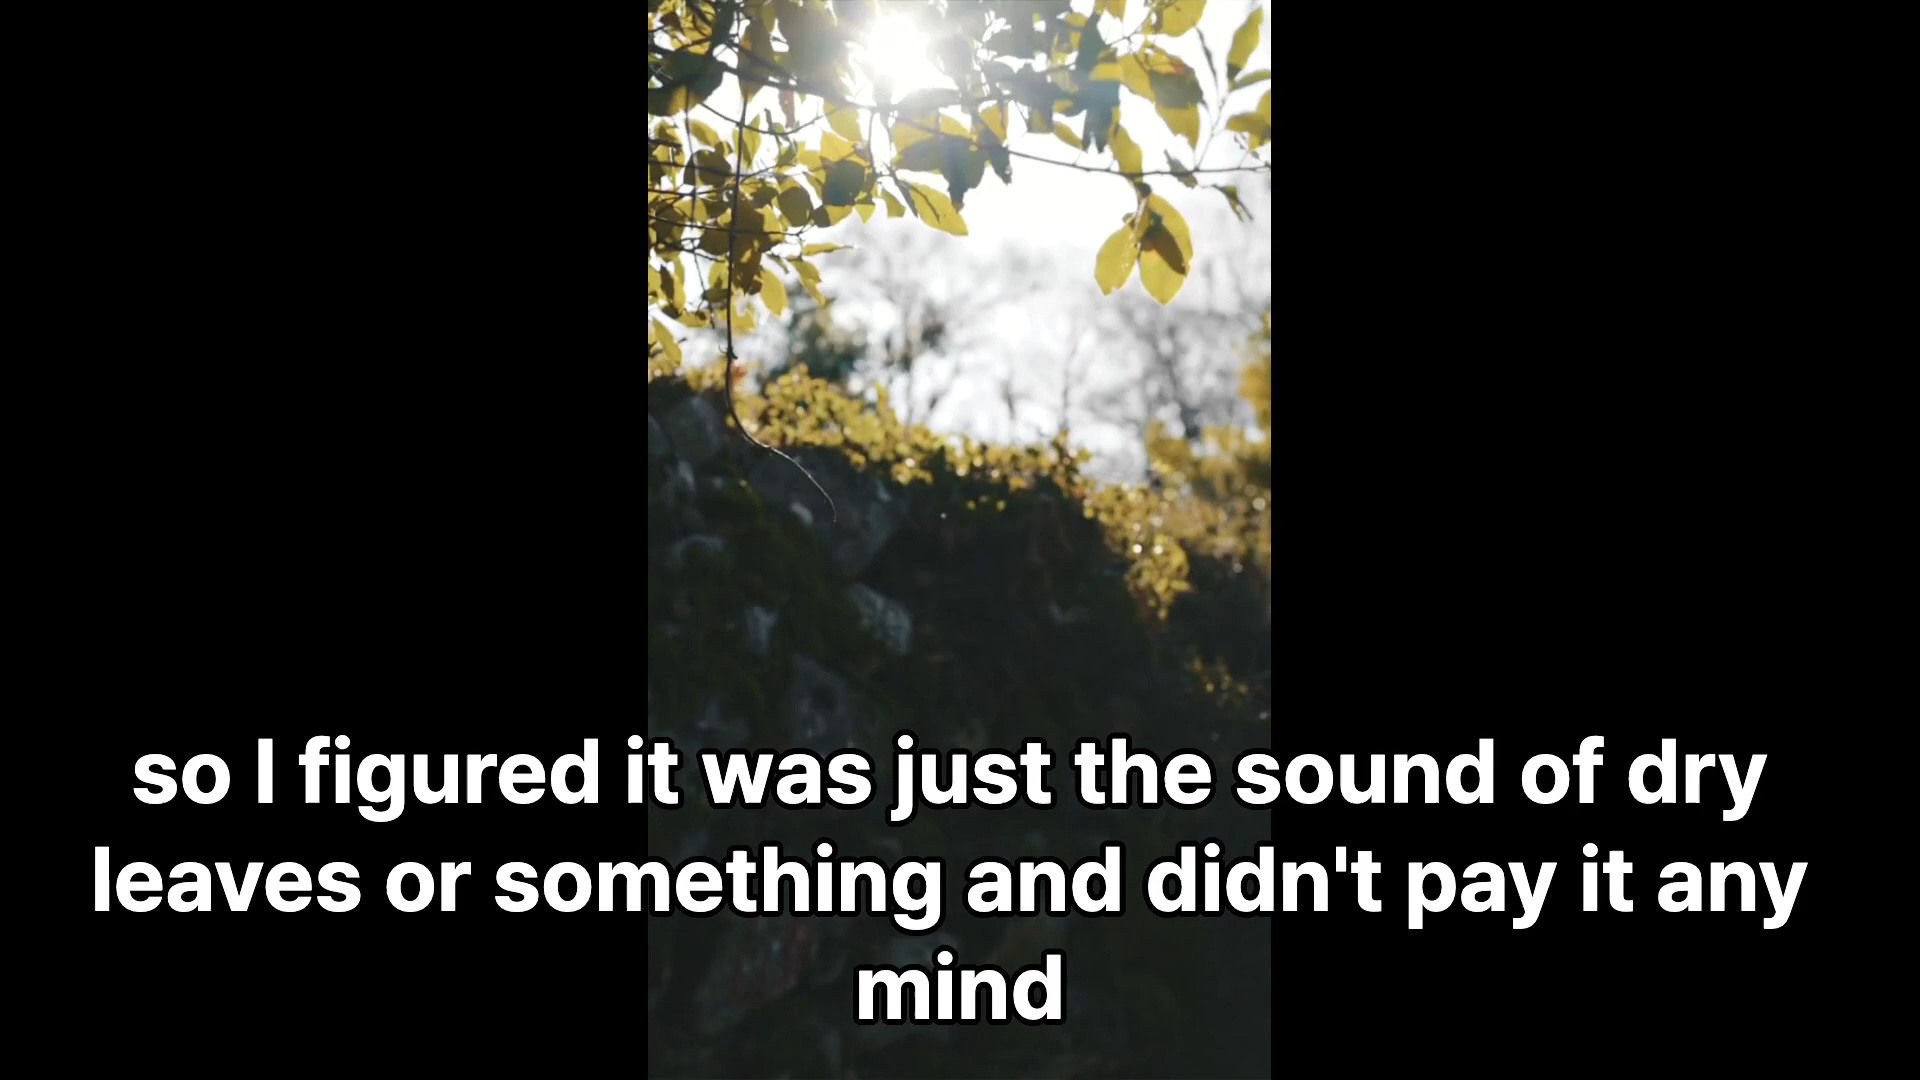 so I figured it was just the sound of dry
leaves or something and didn't pay it any
mind